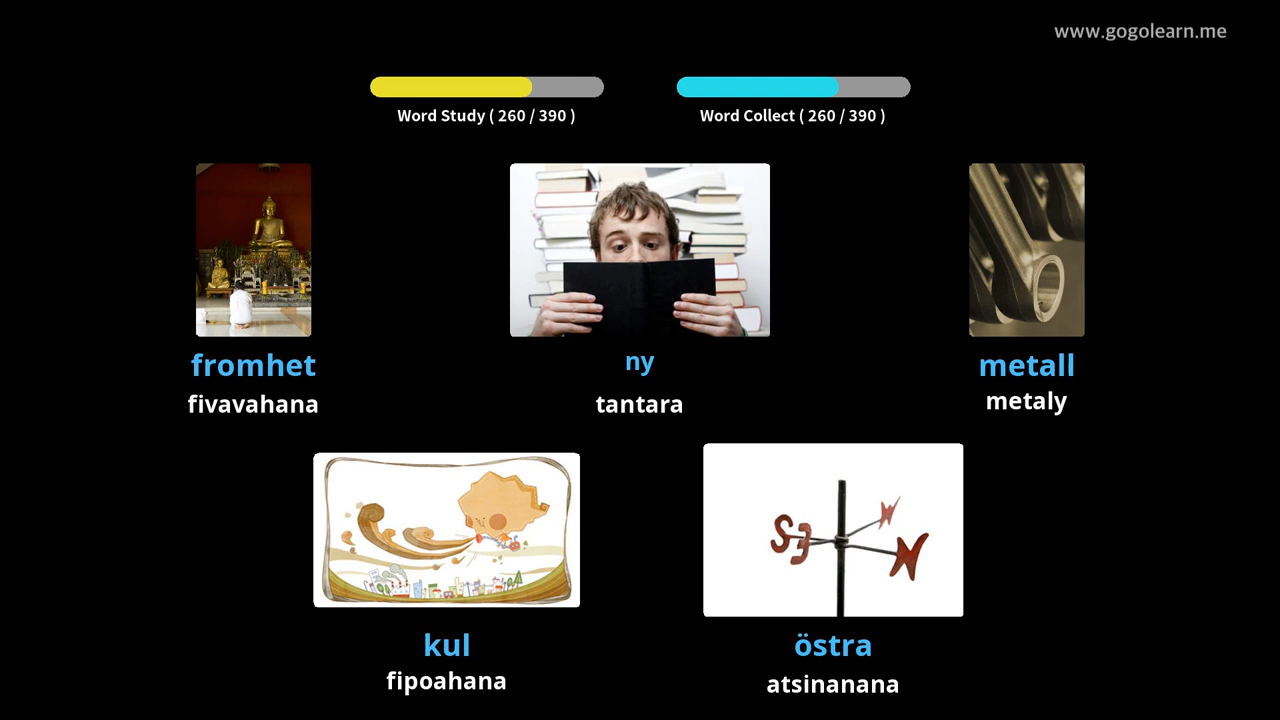 www.gogolearn.me
Word Study ( 260 / 390 )
Word Collect ( 260 / 390 )
fromhet
fivavahana
ny
tantara
metall
metaly
S E N
kul
fipoahana
östra
atsinanana